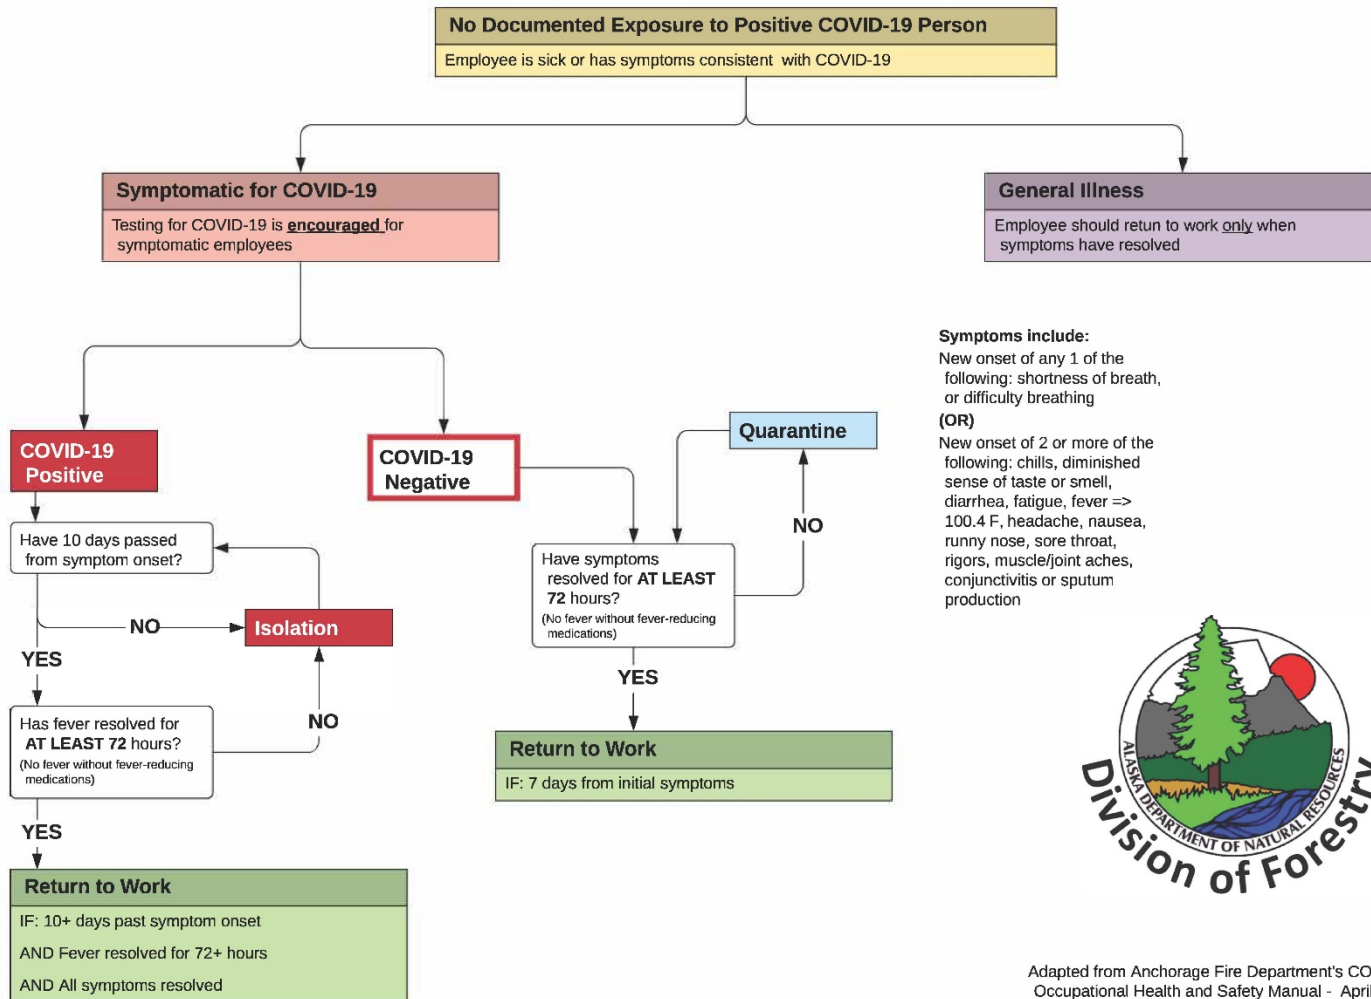 No Documented Exposure to Positive COVID-19 Person
Employee is sick or has symptoms consistent with COVID-19
Symptomatic for COVID-19
Testing for COVID-19 is encouraged for
symptomatic employees
General Illness
Employee should retun to work only when
symptoms have resolved
COVID-19
Positive
COVID-19
Negative
Quarantine
Have 10 days passed
from symptom onset?
NO
Isolation
YES
Has fever resolved for
AT LEAST 72 hours?
(No fever without fever-reducing
medications)
NO
YES
Return to Work
IF: 10+ days past symptom onset
AND Fever resolved for 72+ hours
AND All symptoms resolved
Have symptoms
resolved for AT LEAST
72 hours?
(No fever without fever-reducing
medications)
NO
YES
Return to Work
IF: 7 days from initial symptoms
Symptoms include:
New onset of any 1 of the
following: shortness of breath,
or difficulty breathing
(OR)
New onset of 2 or more of the
following: chills, diminished
sense of taste or smell,
diarrhea, fatigue, fever =>
100.4 F, headache, nausea,
runny nose, sore throat,
rigors, muscle/joint aches,
conjunctivitis or sputum
production
ALASKA DEPARTMENT OF NATURAL RESOURCES
Division of Forestry
Adapted from Anchorage Fire Department's CO
Occupational Health and Safety Manual - April